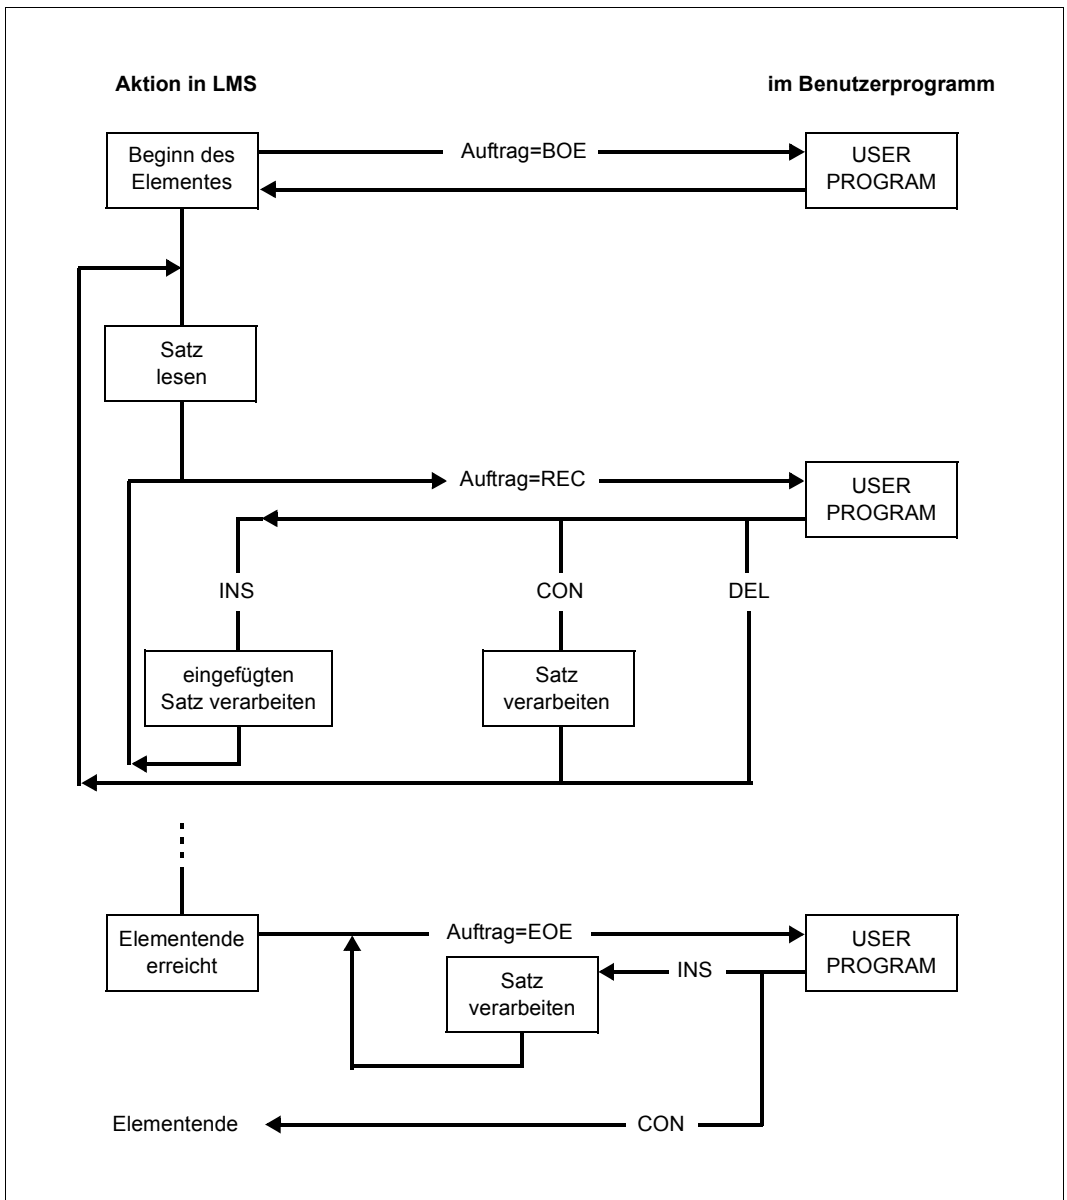 Aktion in LMS
im Benutzerprogramm
Beginn des
Elementes
Auftrag=BOE
USER
PROGRAM
Satz
lesen
Auftrag=REC
USER
PROGRAM
INS
CON
DEL
eingefügten
Satz verarbeiten
Satz
verarbeiten
Elementende
erreicht
Auftrag=EOE
USER
PROGRAM
INS
Satz
verarbeiten
Elementende
CON